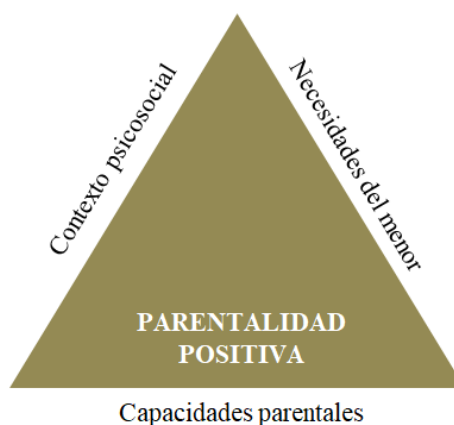 Contexto psicosocial
Necesidades del menor
PARENTALIDAD
POSITIVA
Capacidades parentales